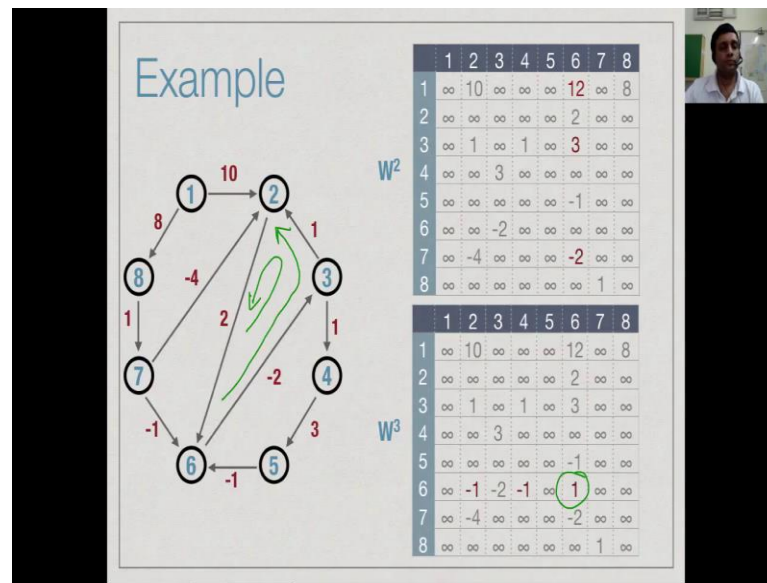 Example
10
1 2
8 1
-4
8 3
1 2 1
-2
7 4
-1 3
6 5
-1
W²
1 2 3 4 5 6 7 8
1 ∞ 10 ∞ ∞ ∞ 12 ∞ 8
2 ∞ ∞ ∞ ∞ ∞ 2 ∞ ∞
3 ∞ 1 ∞ 1 ∞ 3 ∞ ∞
4 ∞ ∞ 3 ∞ ∞ ∞ ∞ ∞
5 ∞ ∞ ∞ ∞ ∞ -1 ∞ ∞
6 ∞ ∞ -2 ∞ ∞ ∞ ∞ ∞
7 ∞ -4 ∞ ∞ ∞ -2 ∞ ∞
8 ∞ ∞ ∞ ∞ ∞ ∞ 1 ∞
W³
1 2 3 4 5 6 7 8
1 ∞ 10 ∞ ∞ ∞ 12 ∞ 8
2 ∞ ∞ ∞ ∞ ∞ 2 ∞ ∞
3 ∞ 1 ∞ 1 ∞ 3 ∞ ∞
4 ∞ ∞ 3 ∞ ∞ ∞ ∞ ∞
5 ∞ ∞ ∞ ∞ ∞ -1 ∞ ∞
6 ∞ -1 -2 -1 ∞ 1 ∞ ∞
7 ∞ -4 ∞ ∞ ∞ -2 ∞ ∞
8 ∞ ∞ ∞ ∞ ∞ ∞ 1 ∞